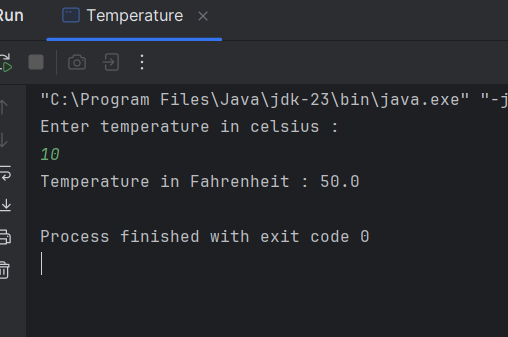 Run
Temperature
"C:\Program Files\Java\jdk-23\bin\java.exe" "-j
Enter temperature in celsius :
10
Temperature in Fahrenheit : 50.0
Process finished with exit code 0